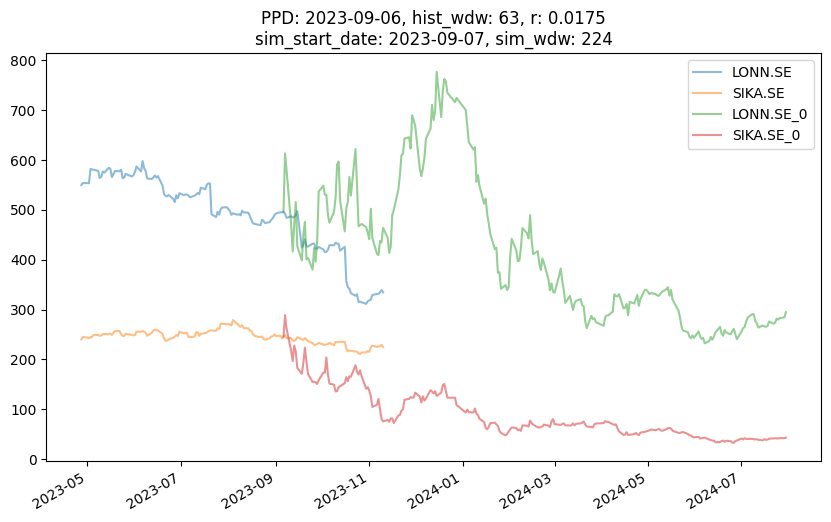 PPD: 2023-09-06, hist_wdw: 63, r: 0.0175
sim_start_date: 2023-09-07, sim_wdw: 224
800
700
600
500
400
300
200
100
0
LONN.SE
SIKA.SE
LONN.SE_0
SIKA.SE_0
2023-05
2023-07
2023-09
2023-11
2024-01
2024-03
2024-05
2024-07